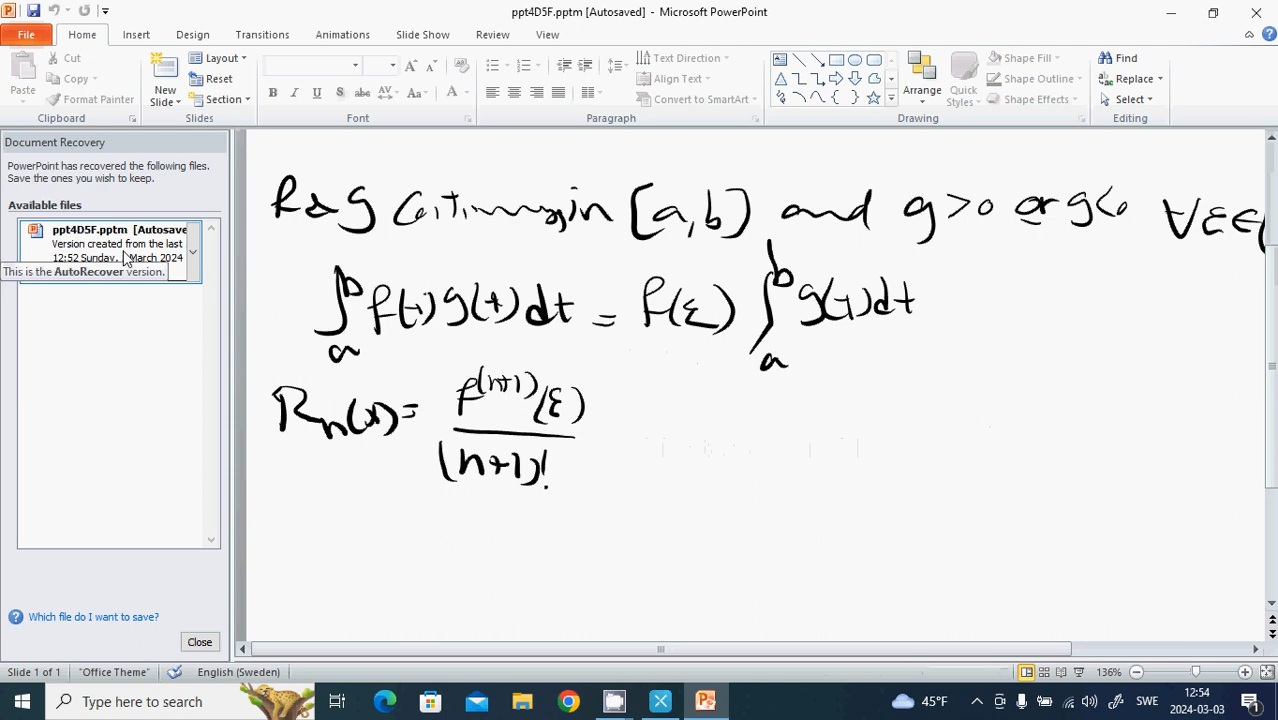 ppt4D5F.pptm [Autosaved] - Microsoft PowerPoint
File Home Insert Design Transitions Animations Slide Show Review View
Cut
Copy
Format Painter
Paste
Clipboard
New Slide
Layout
Reset
Section
Slides
B I U S abc AV Aa A
Font
Text Direction
Align Text
Convert to SmartArt
Paragraph
Arrange
Quick Styles
Shape Fill
Shape Outline
Shape Effects
Drawing
Find
Replace
Select
Editing
Document Recovery
PowerPoint has recovered the following files.
Save the ones you wish to keep.
Available files
ppt4D5F.pptm [Autosave
Version created from the last
12:52 Sunday, March 2024
This is the AutoRecover version.
Which file do I want to save?
Close
f & g in [a,b] and g>0 or g<0 ∀ε∈(
∫_a^b f(t)g(t)dt = f(ε) ∫_a^b g(t)dt
R_n(x) = f^(n+1)(ε) / (n+1)!
Slide 1 of 1 "Office Theme" English (Sweden) 136%
Type here to search
45°F
SWE
12:54
2024-03-03